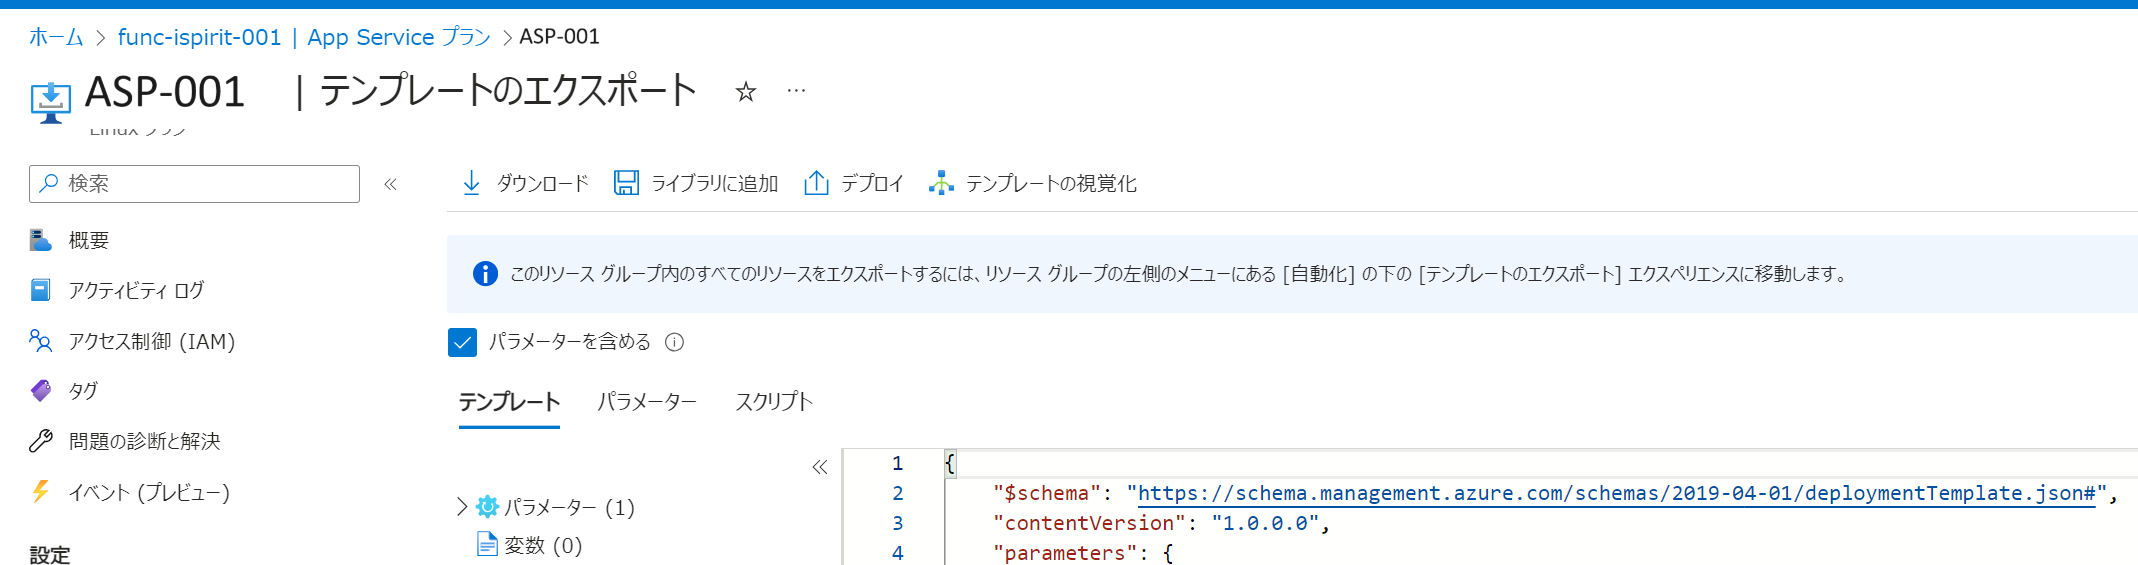 ホーム > func-ispirit-001 | App Service プラン > ASP-001
ASP-001 | テンプレートのエクスポート ☆ …
Linux プラン
検索 «
ダウンロード ライブラリに追加 デプロイ テンプレートの視覚化
概要
アクティビティ ログ
アクセス制御 (IAM)
タグ
問題の診断と解決
イベント (プレビュー)
設定
このリソース グループ内のすべてのリソースをエクスポートするには、リソース グループの左側のメニューにある [自動化] の下の [テンプレートのエクスポート] エクスペリエンスに移動します。
パラメーターを含める
テンプレート パラメーター スクリプト
«
> パラメーター (1)
変数 (0)
1 {
2 "$schema": "https://schema.management.azure.com/schemas/2019-04-01/deploymentTemplate.json#",
3 "contentVersion": "1.0.0.0",
4 "parameters": {